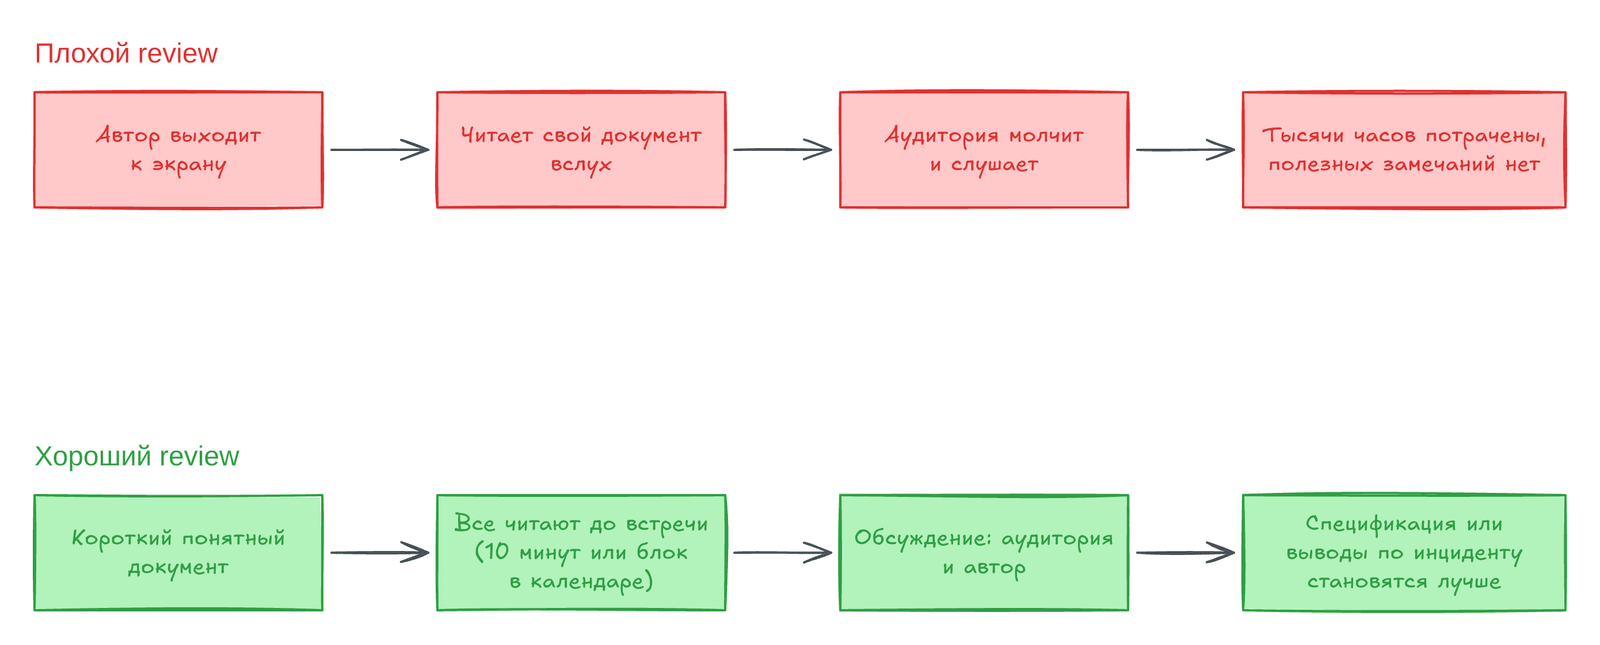 Плохой review
Автор выходит
к экрану
Читает свой документ
вслух
Аудитория молчит
и слушает
Тысячи часов потрачены,
полезных замечаний нет
Хороший review
Короткий понятный
документ
Все читают до встречи
(10 минут или блок
в календаре)
Обсуждение: аудитория
и автор
Спецификация или
выводы по инциденту
становятся лучше